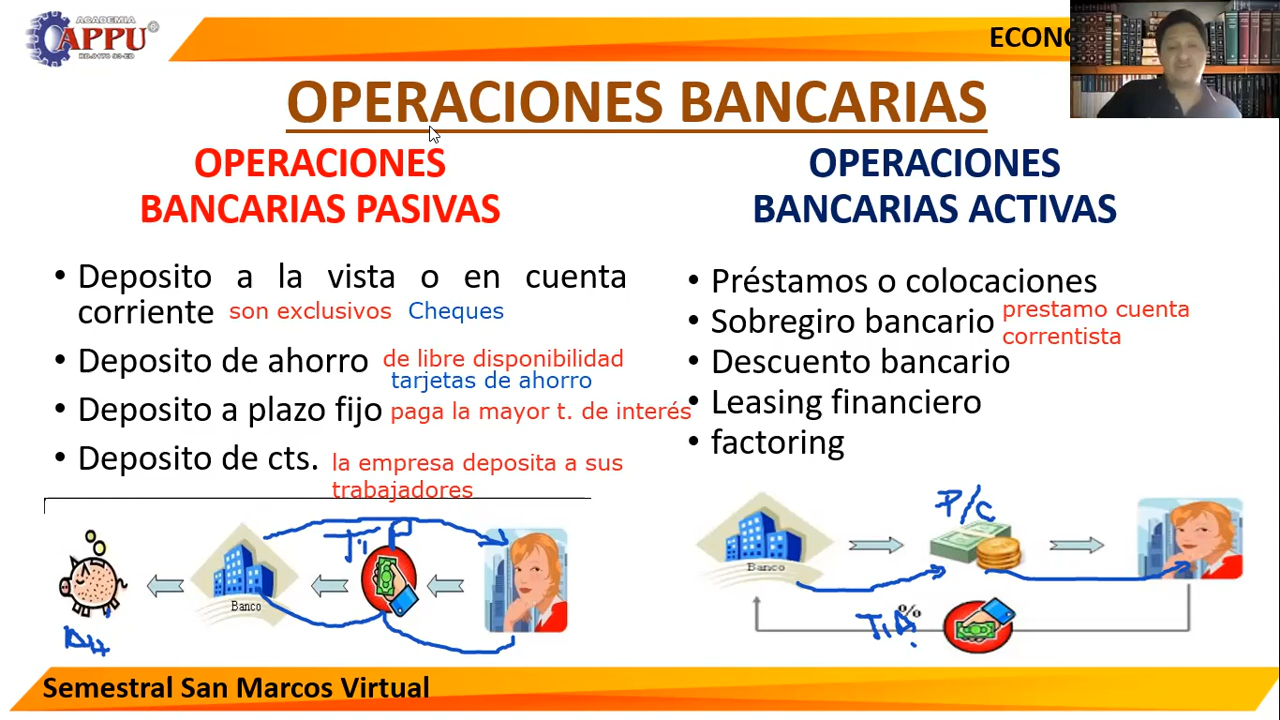 ACADEMIA
APPU®
ECONO
OPERACIONES BANCARIAS
OPERACIONES
BANCARIAS PASIVAS
• Deposito a la vista o en cuenta
corriente son exclusivos Cheques
• Deposito de ahorro de libre disponibilidad
tarjetas de ahorro
• Deposito a plazo fijo paga la mayor t. de interés
• Deposito de cts. la empresa deposita a sus
trabajadores
OPERACIONES
BANCARIAS ACTIVAS
• Préstamos o colocaciones
• Sobregiro bancario prestamo cuenta
correntista
• Descuento bancario
• Leasing financiero
• factoring
Banco
Banco
P/C
%
Semestral San Marcos Virtual